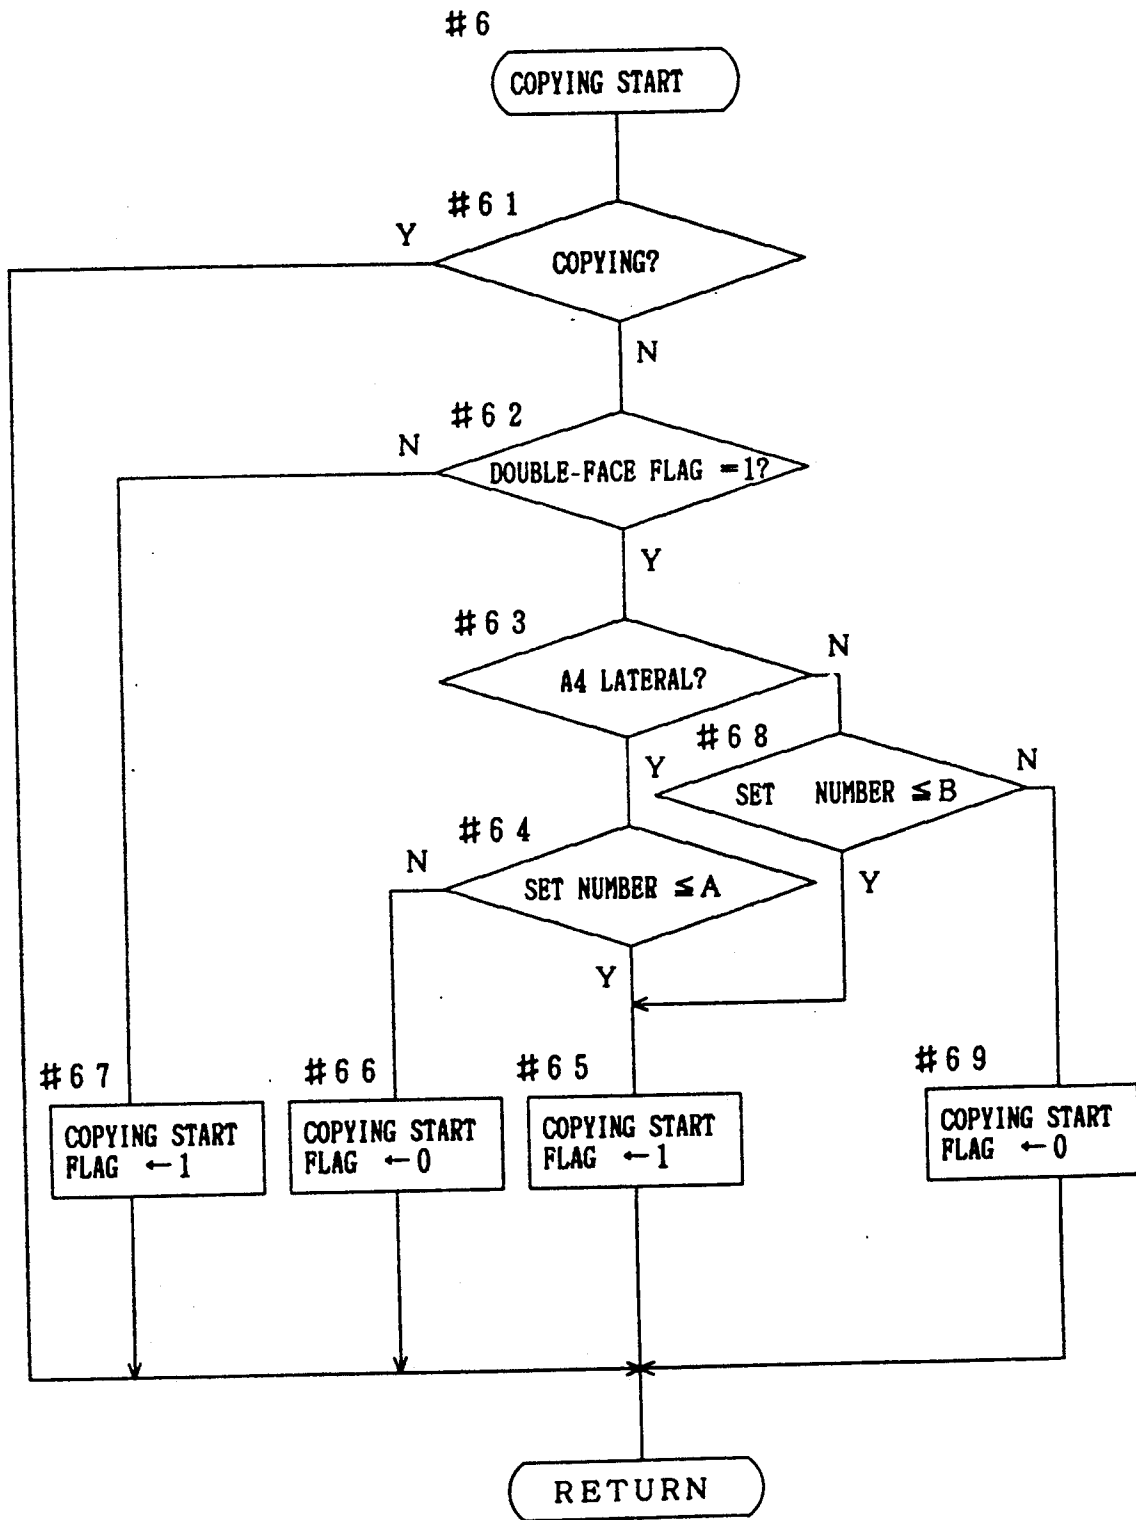 #6
COPYING START
#61
Y
COPYING?
N
#62
N
DOUBLE-FACE FLAG =1?
Y
#63
N
A4 LATERAL?
#68
Y
N
SET NUMBER ≦B
#64
N
Y
SET NUMBER ≦A
Y
#67
#66
#65
#69
COPYING START
FLAG ←1
COPYING START
FLAG ←0
COPYING START
FLAG ←1
COPYING START
FLAG ←0
RETURN